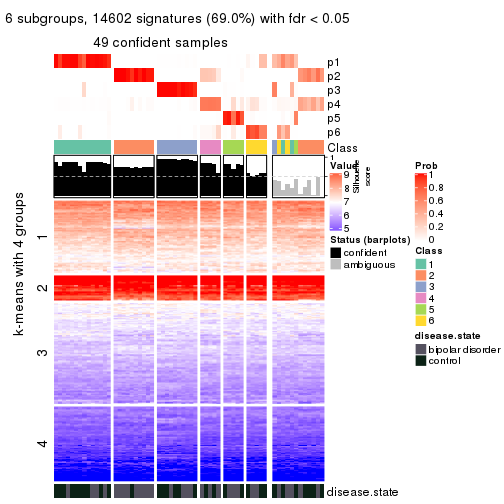 6 subgroups, 14602 signatures (69.0%) with fdr < 0.05
49 confident samples
p1
p2
p3
p4
p5
p6
Class
1
Silhouette
score
k-means with 4 groups
1
2
3
4
disease.state
Value
9
8
7
6
5
Status (barplots)
confident
ambiguous
Prob
1
0.8
0.6
0.4
0.2
0
Class
1
2
3
4
5
6
disease.state
bipolar disorder
control